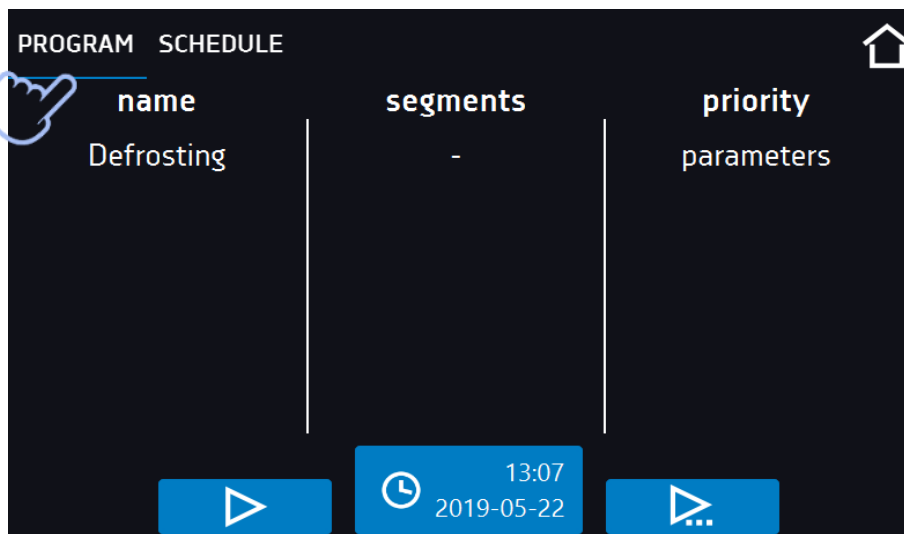 PROGRAM SCHEDULE
name segments priority
Defrosting - parameters
13:07
2019-05-22